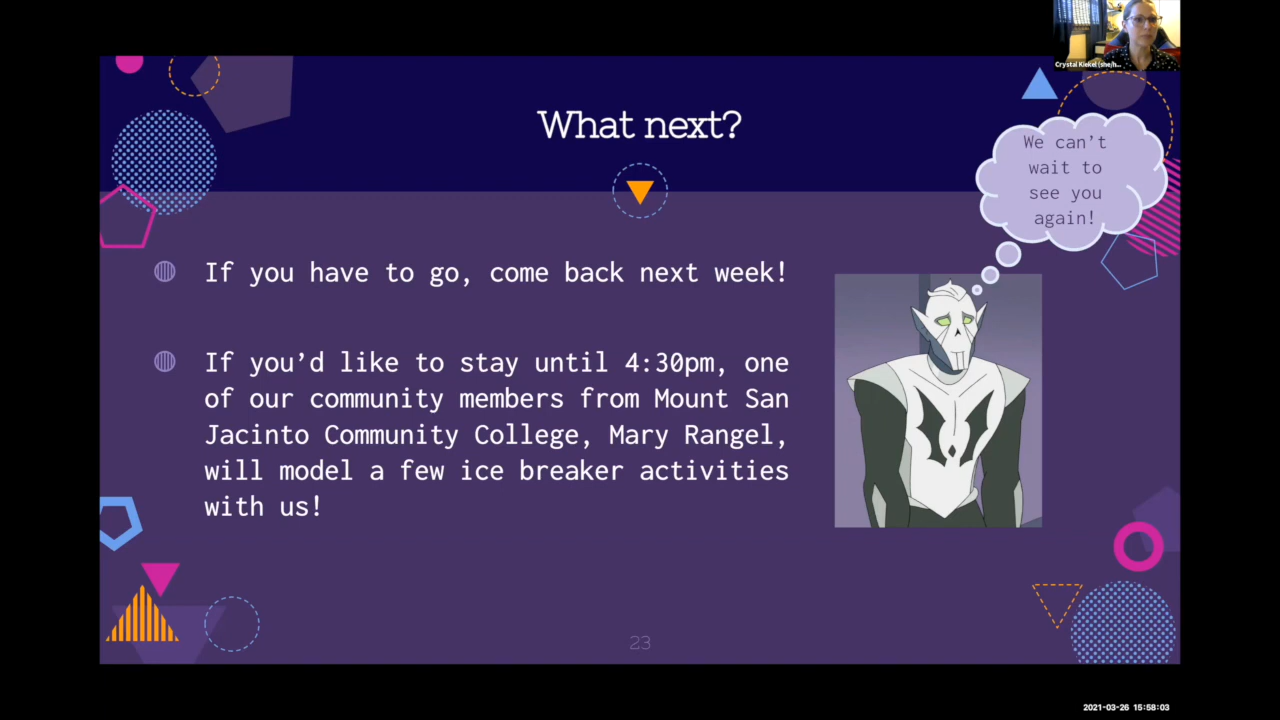 Crystal Kiekel (she/h...
What next?
We can't
wait to
see you
again!
If you have to go, come back next week!
If you'd like to stay until 4:30pm, one
of our community members from Mount San
Jacinto Community College, Mary Rangel,
will model a few ice breaker activities
with us!
23
2021-03-26 15:58:03